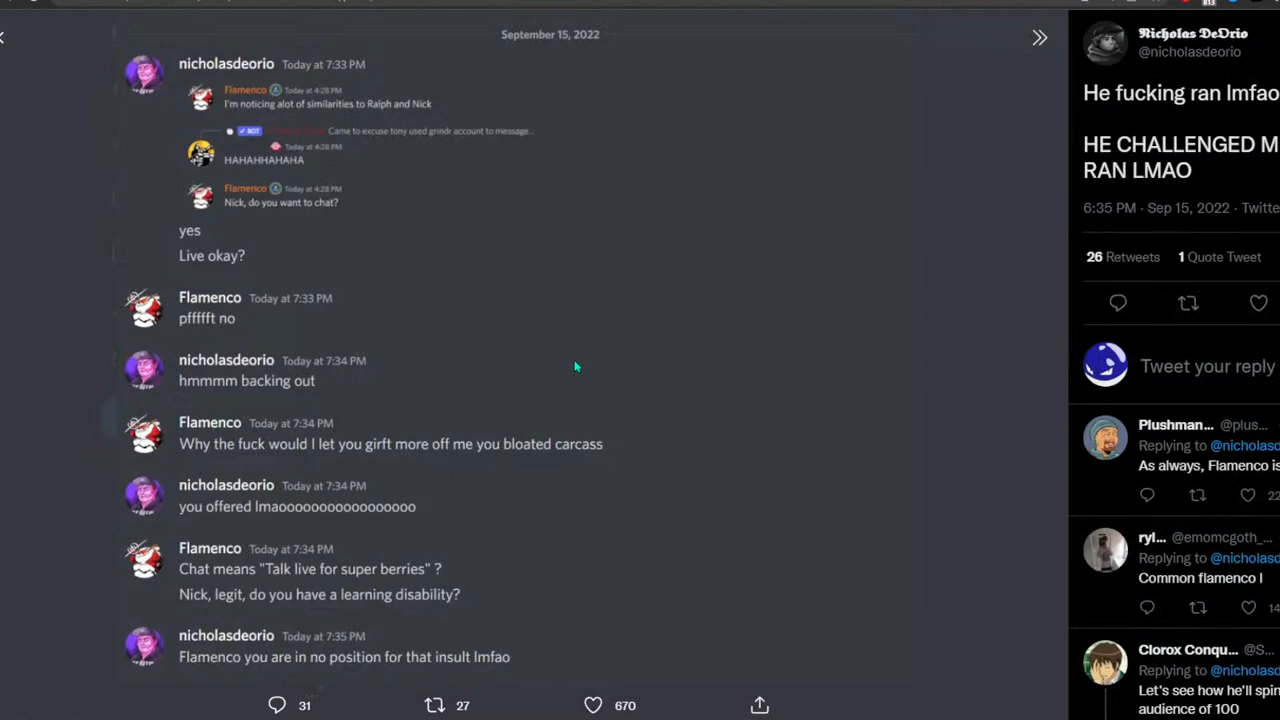 September 15, 2022
nicholasdeorio Today at 7:33 PM
Flamenco Today at 4:28 PM
I'm noticing alot of similarities to Ralph and Nick
BOT Came to excuse tony used grindr account to message...
Today at 4:28 PM
HAHAHHAHAHA
Flamenco Today at 4:28 PM
Nick, do you want to chat?
yes
Live okay?
Flamenco Today at 7:33 PM
pffffft no
nicholasdeorio Today at 7:34 PM
hmmmm backing out
Flamenco Today at 7:34 PM
Why the fuck would I let you girft more off me you bloated carcass
nicholasdeorio Today at 7:34 PM
you offered lmaooooooooooooooooo
Flamenco Today at 7:34 PM
Chat means "Talk live for super berries" ?
Nick, legit, do you have a learning disability?
nicholasdeorio Today at 7:35 PM
Flamenco you are in no position for that insult lmfao
31 27 670
813
Nicholas DeOrio
@nicholasdeorio
He fucking ran lmfao
HE CHALLENGED M
RAN LMAO
6:35 PM · Sep 15, 2022 · Twitte
26 Retweets 1 Quote Tweet
Tweet your reply
Plushman... @plus...
Replying to @nicholasd
As always, Flamenco is
22
ryl... @emomcgoth_...
Replying to @nicholasd
Common flamenco l
14
Clorox Conqu... @S...
Replying to @nicholasd
Let's see how he'll spin
audience of 100